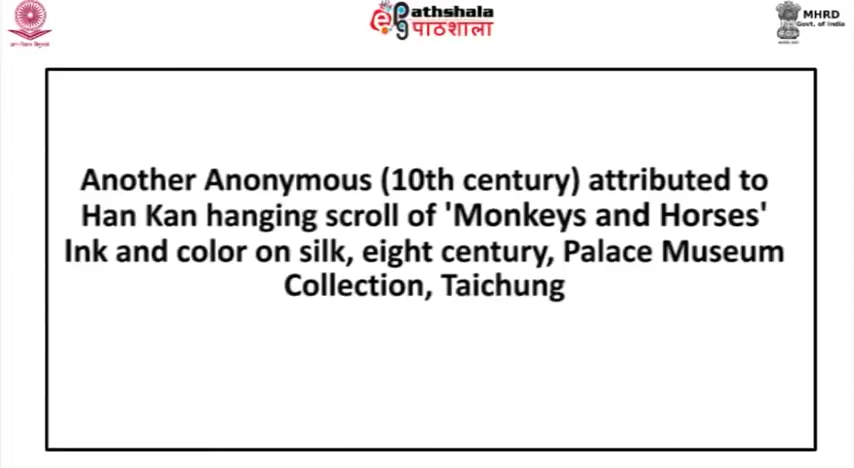 ePathshala
पाठशाला
MHRD
Govt. of India
Another Anonymous (10th century) attributed to
Han Kan hanging scroll of 'Monkeys and Horses'
Ink and color on silk, eight century, Palace Museum
Collection, Taichung